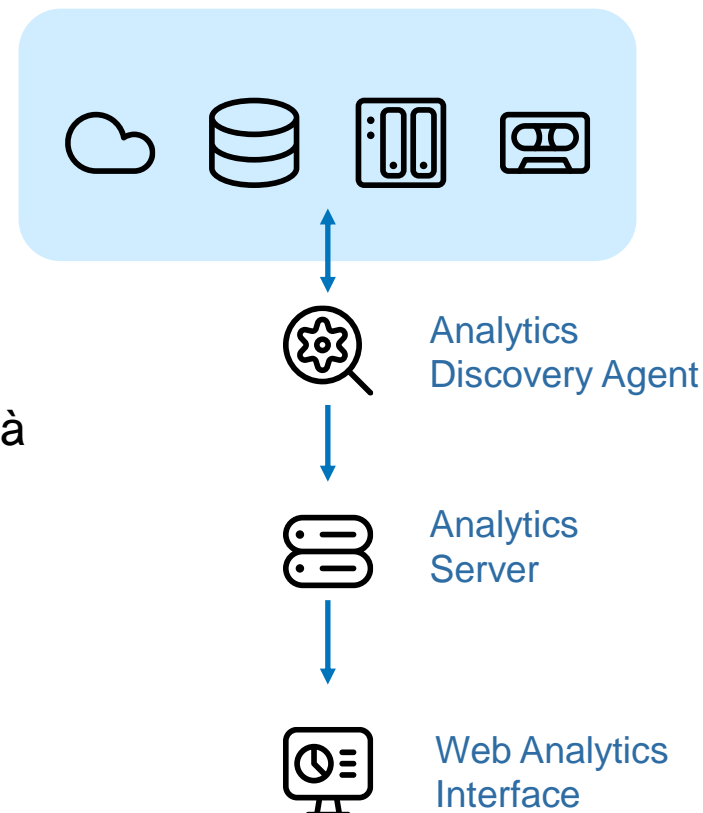 Analytics
Discovery Agent
à
Analytics
Server
Web Analytics
Interface